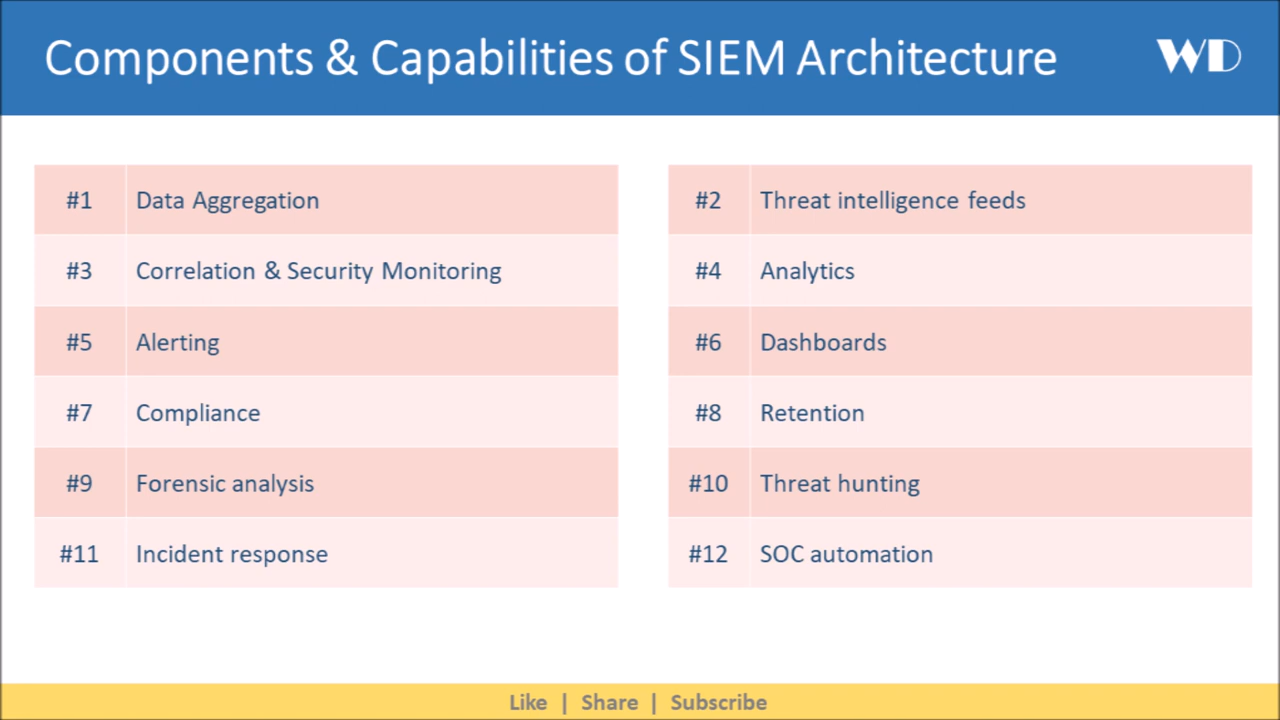 Components & Capabilities of SIEM Architecture
WD
#1 Data Aggregation
#2 Threat intelligence feeds
#3 Correlation & Security Monitoring
#4 Analytics
#5 Alerting
#6 Dashboards
#7 Compliance
#8 Retention
#9 Forensic analysis
#10 Threat hunting
#11 Incident response
#12 SOC automation
Like | Share | Subscribe